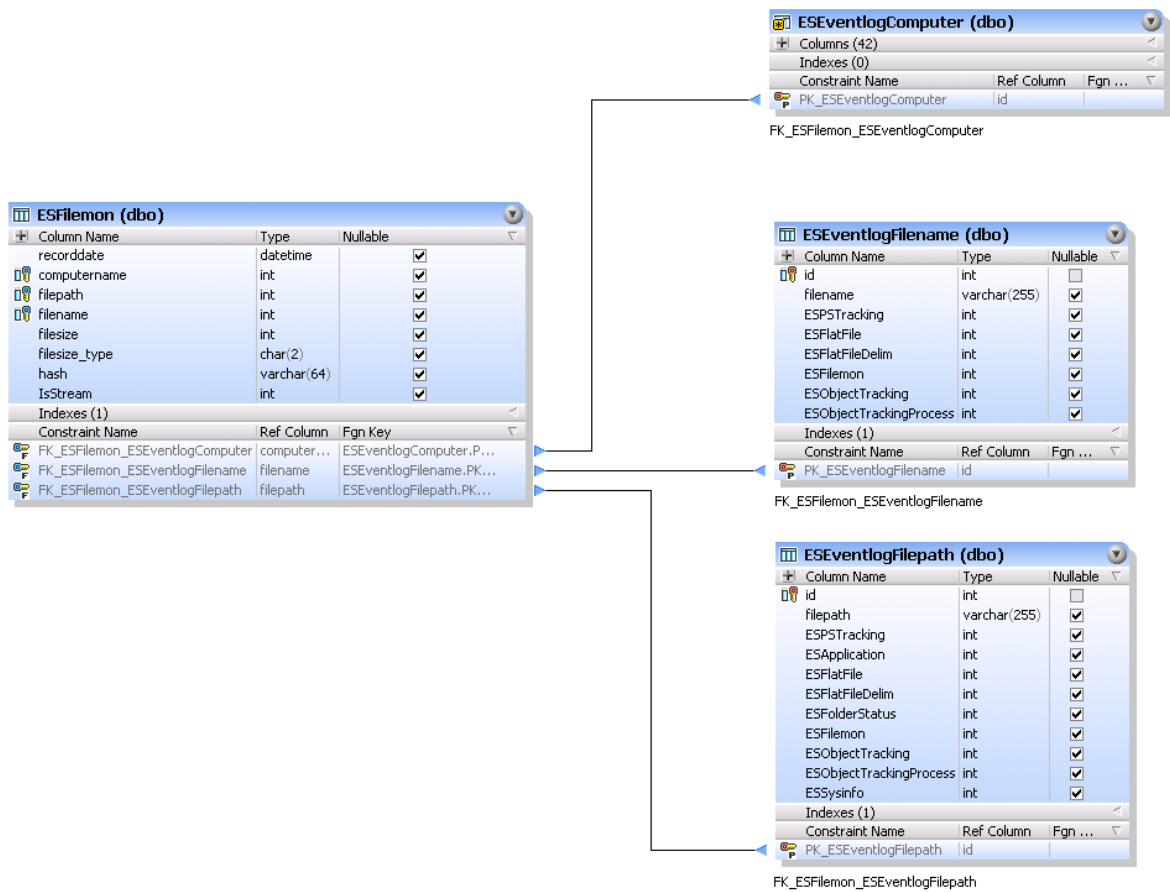 ESEventlogComputer (dbo)
Columns (42)
Indexes (0)
Constraint Name Ref Column Fgn ...
PK_ESEventlogComputer id
FK_ESFilemon_ESEventlogComputer
ESFilemon (dbo)
Column Name Type Nullable
recorddate datetime
computername int
filepath int
filename int
filesize int
filesize_type char(2)
hash varchar(64)
IsStream int
Indexes (1)
Constraint Name Ref Column Fgn Key
FK_ESFilemon_ESEventlogComputer computer... ESEventlogComputer.P...
FK_ESFilemon_ESEventlogFilename filename ESEventlogFilename.PK...
FK_ESFilemon_ESEventlogFilepath filepath ESEventlogFilepath.PK...
ESEventlogFilename (dbo)
Column Name Type Nullable
id int
filename varchar(255)
ESPSTracking int
ESFlatFile int
ESFlatFileDelim int
ESFilemon int
ESObjectTracking int
ESObjectTrackingProcess int
Indexes (1)
Constraint Name Ref Column Fgn ...
PK_ESEventlogFilename id
FK_ESFilemon_ESEventlogFilename
ESEventlogFilepath (dbo)
Column Name Type Nullable
id int
filepath varchar(255)
ESPSTracking int
ESApplication int
ESFlatFile int
ESFlatFileDelim int
ESFolderStatus int
ESFilemon int
ESObjectTracking int
ESObjectTrackingProcess int
ESSysinfo int
Indexes (1)
Constraint Name Ref Column Fgn ...
PK_ESEventlogFilepath id
FK_ESFilemon_ESEventlogFilepath